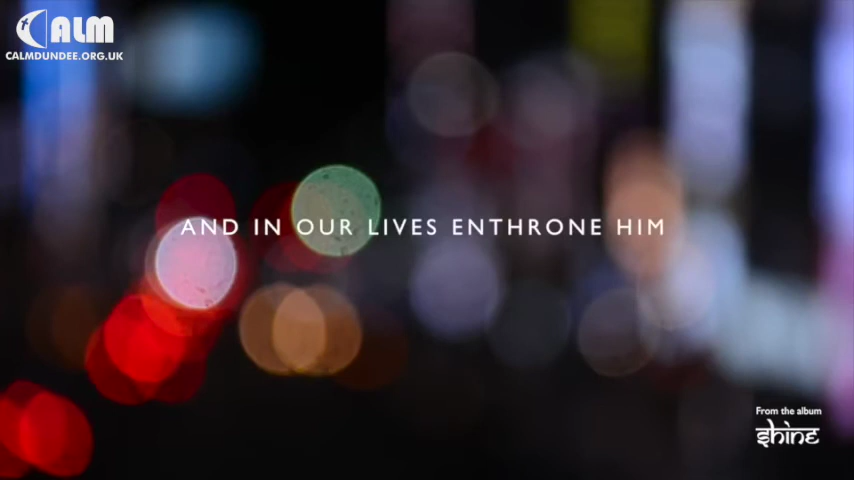 CALM
CALMDUNDEE.ORG.UK
AND IN OUR LIVES ENTHRONE HIM
From the album
shine